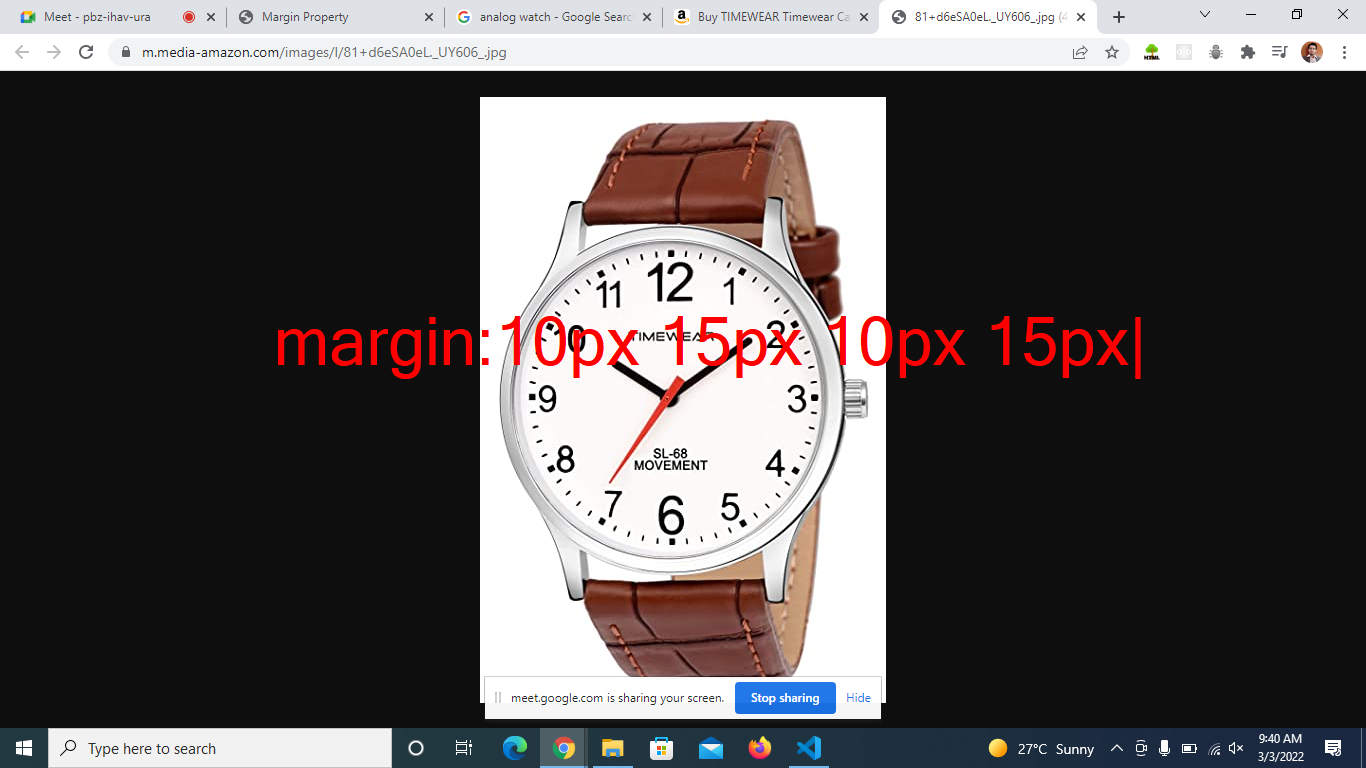 Meet - pbz-ihav-ura
Margin Property
analog watch - Google Searc
Buy TIMEWEAR Timewear Ca
81+d6eSA0eL._UY606_.jpg (4
m.media-amazon.com/images/I/81+d6eSA0eL._UY606_.jpg
12
11 1
margin:10px 15px 10px 15px|
10 TIMEWEAR 2
9 3
SL-68
8 MOVEMENT 4
7 5
6
meet.google.com is sharing your screen. Stop sharing Hide
Type here to search
27°C Sunny
9:40 AM
3/3/2022